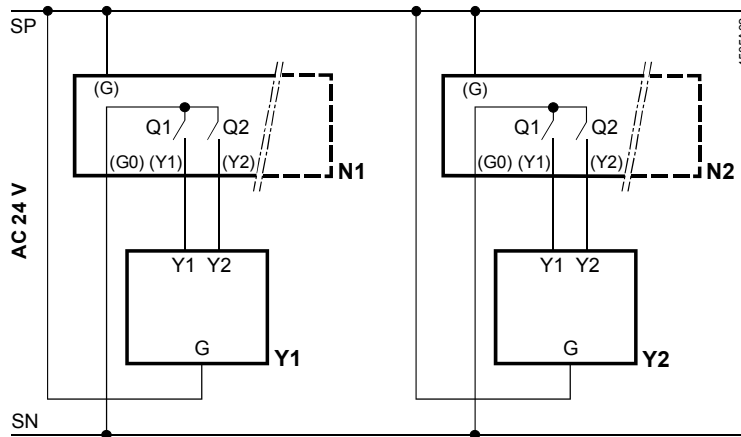 SP
(G)
(G)
Q1 Q2
Q1 Q2
(G0) (Y1) (Y2)
N1
(G0) (Y1) (Y2)
N2
AC 24 V
Y1 Y2
Y1 Y2
G
Y1
G
Y2
SN